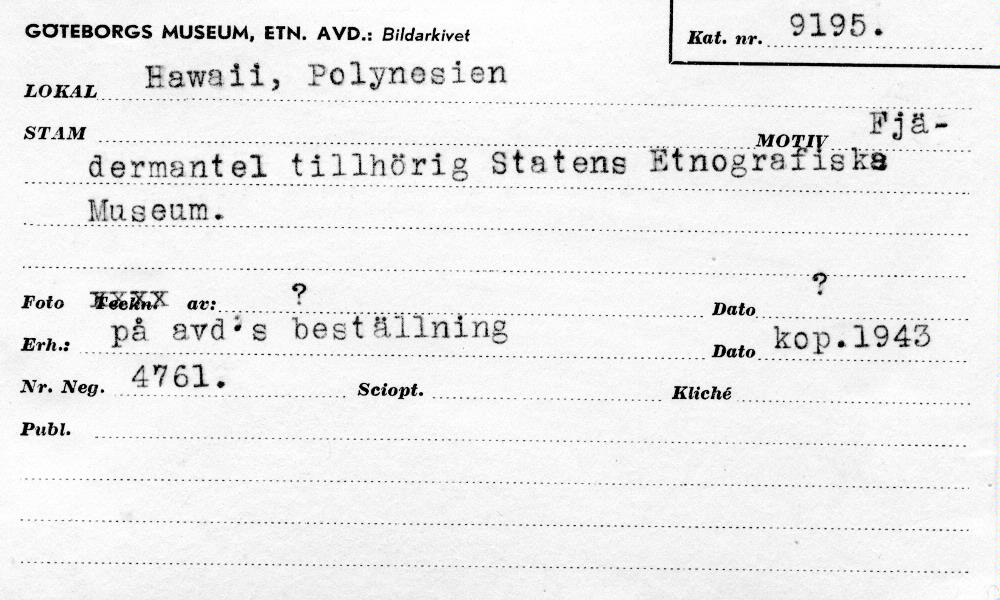 GÖTEBORGS MUSEUM, ETN. AVD.: Bildarkivet
Kat. nr. 9195.
LOKAL Hawaii, Polynesien
STAM MOTIV Fjä-
dermantel tillhörig Statens Etnografiska
Museum.
Foto Teckn. av: ? Dato ?
Erh.: på avd:s beställning Dato kop.1943
Nr. Neg. 4761. Sciopt. Kliché
Publ.